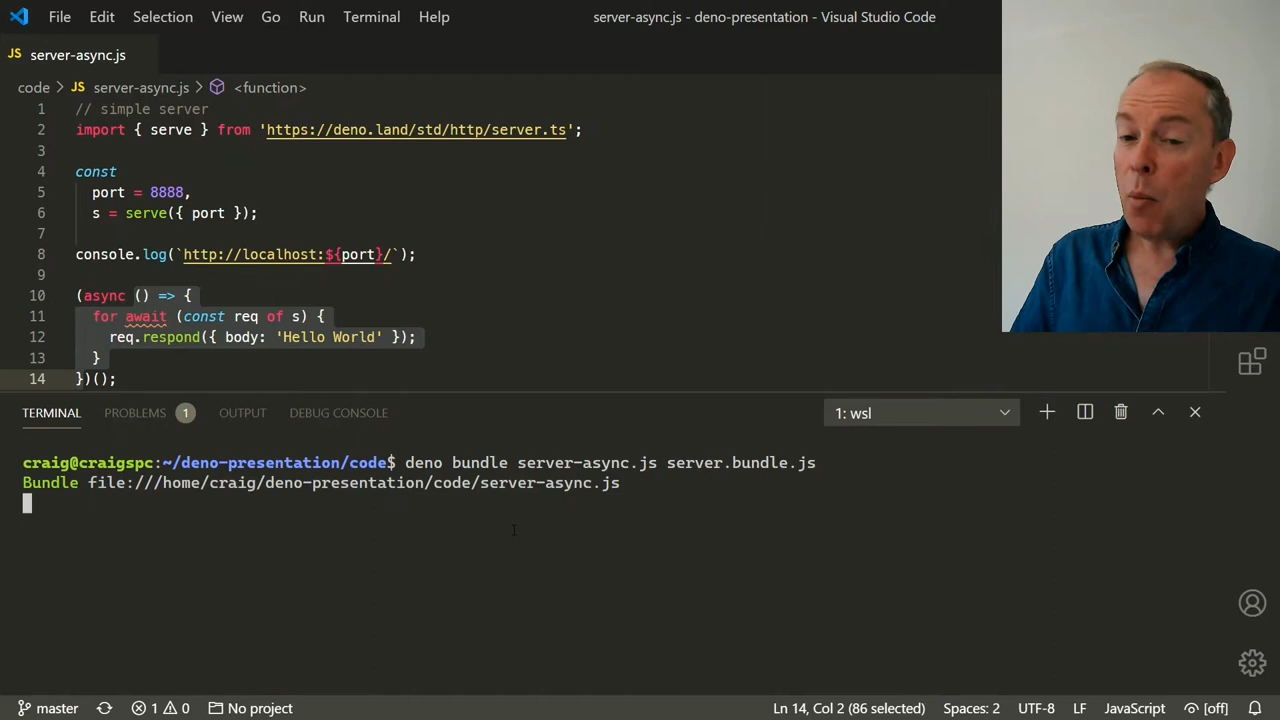 File Edit Selection View Go Run Terminal Help server-async.js - deno-presentation - Visual Studio Code
JS server-async.js
code > JS server-async.js > <function>
1 // simple server
2 import { serve } from 'https://deno.land/std/http/server.ts';
3
4 const
5 port = 8888,
6 s = serve({ port });
7
8 console.log(`http://localhost:${port}/`);
9
10 (async () => {
11 for await (const req of s) {
12 req.respond({ body: 'Hello World' });
13 }
14 })();
TERMINAL PROBLEMS 1 OUTPUT DEBUG CONSOLE 1: wsl
craig@craigspc:~/deno-presentation/code$ deno bundle server-async.js server.bundle.js
Bundle file:///home/craig/deno-presentation/code/server-async.js
master 1 0 No project Ln 14, Col 2 (86 selected) Spaces: 2 UTF-8 LF JavaScript [off]